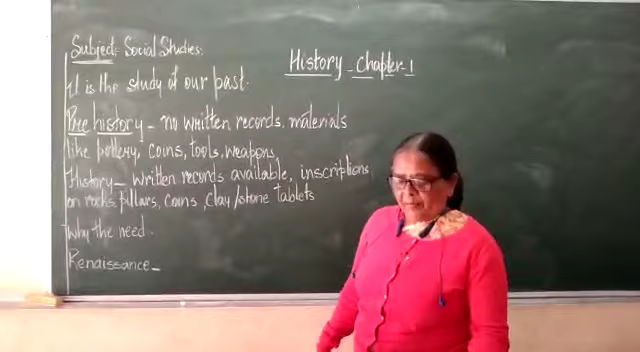 Subject: Social Studies:
History - Chapter-1
It is the study of our past.
Pre history - no written records, materials
like pottery, coins, tools, weapons,
History - written records available, inscriptions
on rocks, pillars, coins, clay/stone tablets
Why the need.
Renaissance -